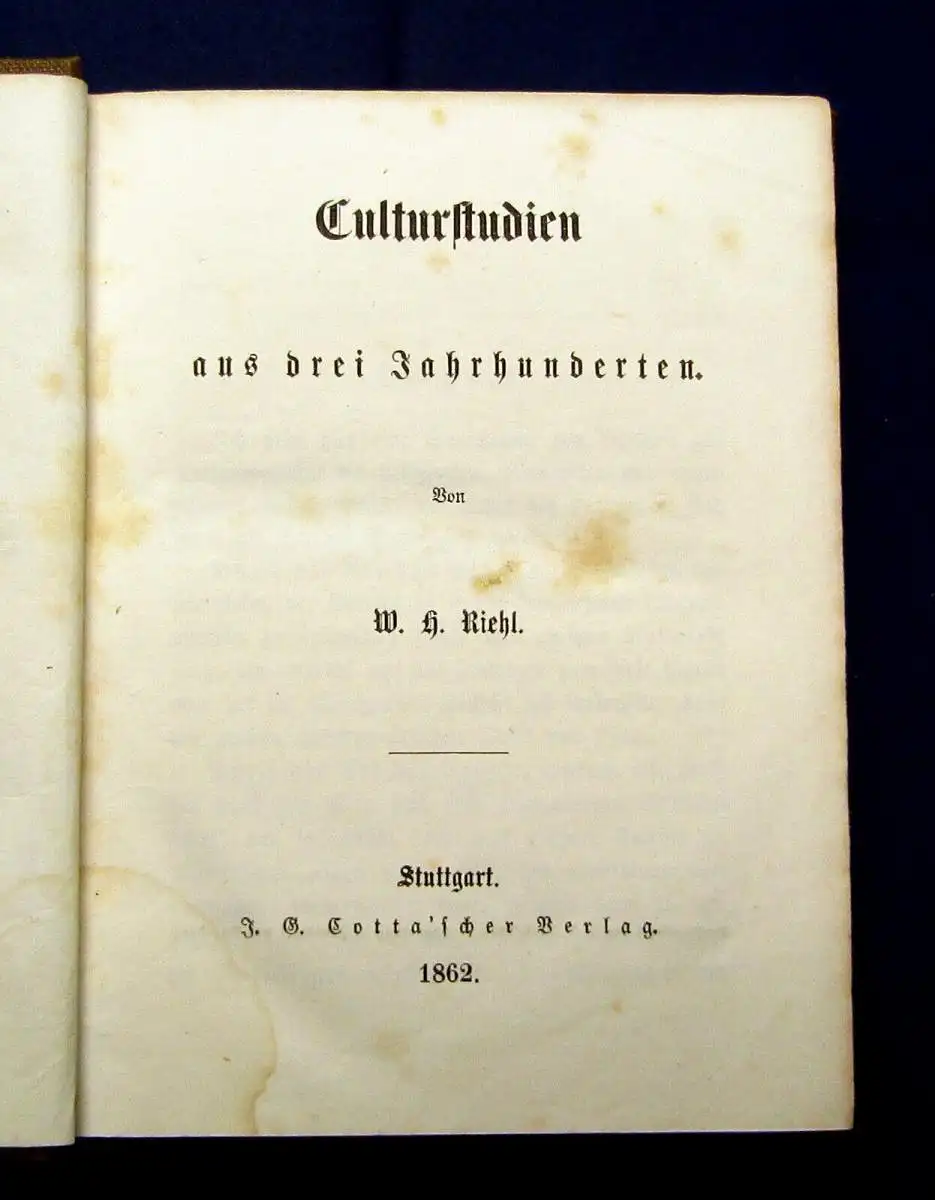 Culturstudien
aus drei Jahrhunderten.
Von
W. H. Riehl.
Stuttgart.
J. G. Cotta'scher Verlag.
1862.